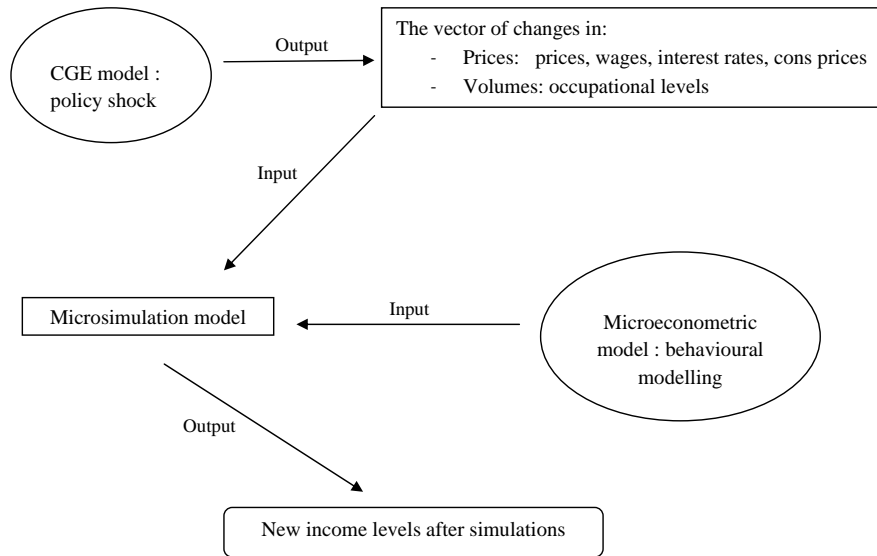 CGE model :
policy shock
Output
The vector of changes in:
- Prices: prices, wages, interest rates, cons prices
- Volumes: occupational levels
Input
Microsimulation model
Input
Microeconometric
model : behavioural
modelling
Output
New income levels after simulations